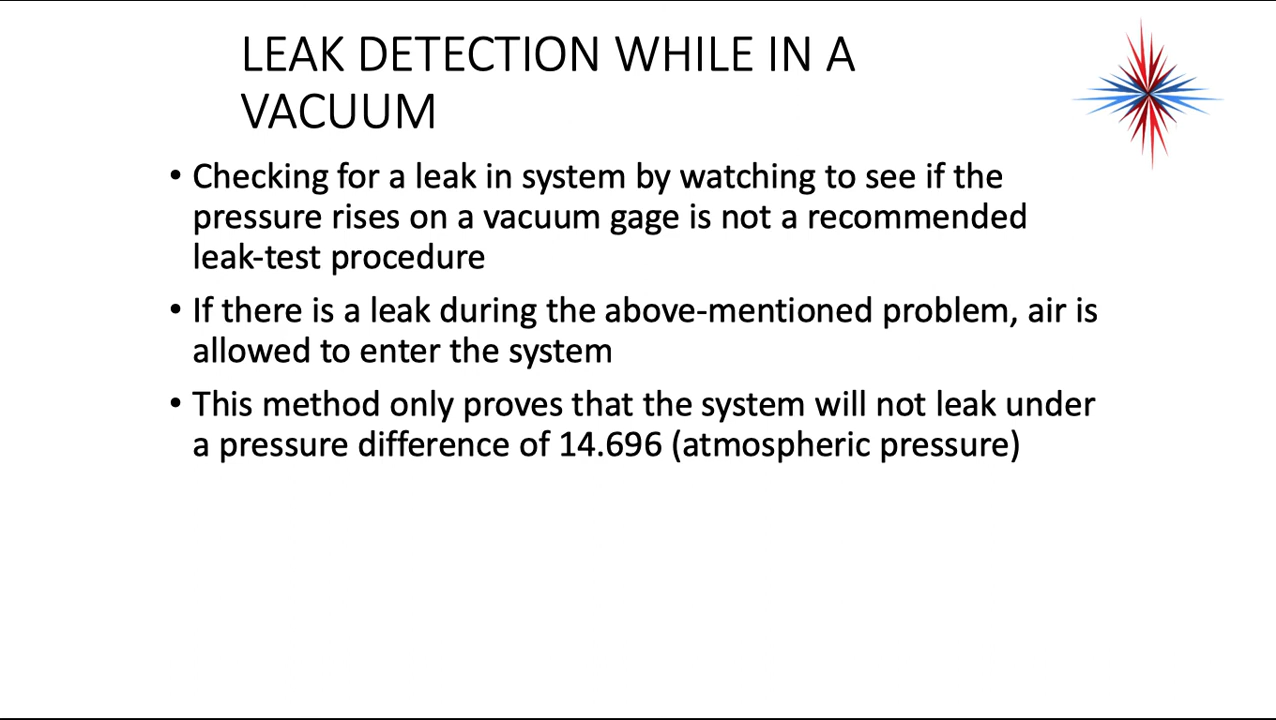 LEAK DETECTION WHILE IN A
VACUUM
• Checking for a leak in system by watching to see if the
pressure rises on a vacuum gage is not a recommended
leak-test procedure
• If there is a leak during the above-mentioned problem, air is
allowed to enter the system
• This method only proves that the system will not leak under
a pressure difference of 14.696 (atmospheric pressure)